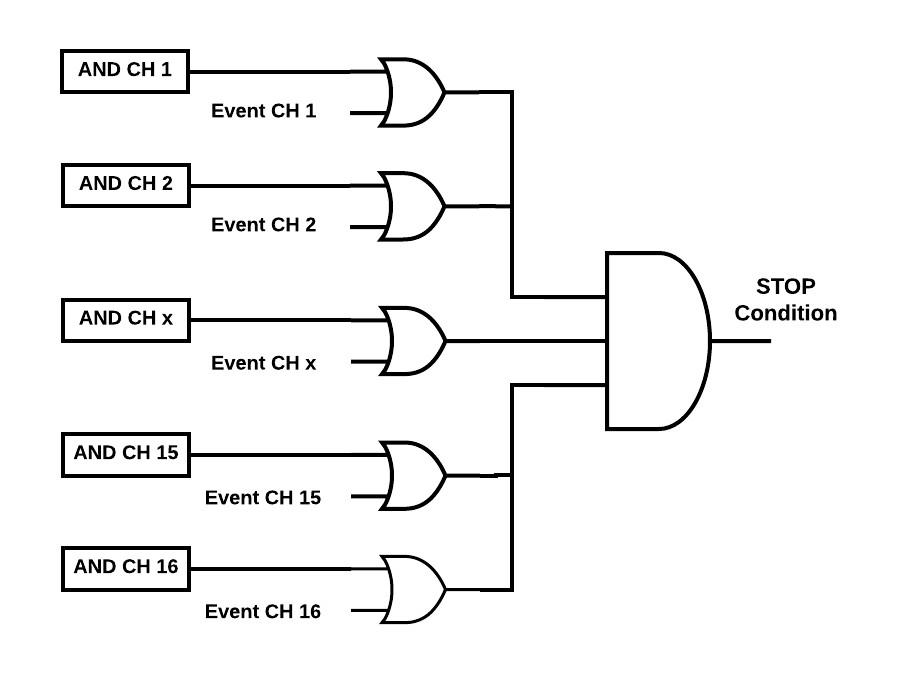 AND CH 1
Event CH 1
AND CH 2
Event CH 2
STOP
Condition
AND CH x
Event CH x
AND CH 15
Event CH 15
AND CH 16
Event CH 16